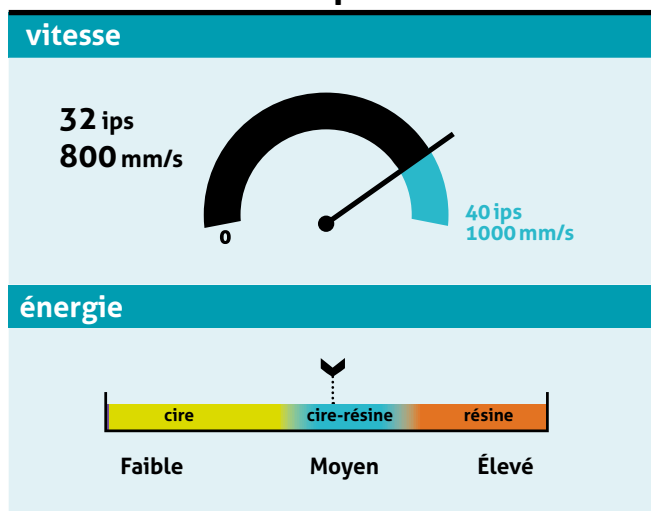 vitesse
32 ips
800 mm/s
0
40 ips
1000 mm/s
énergie
cire cire-résine résine
Faible Moyen Élevé